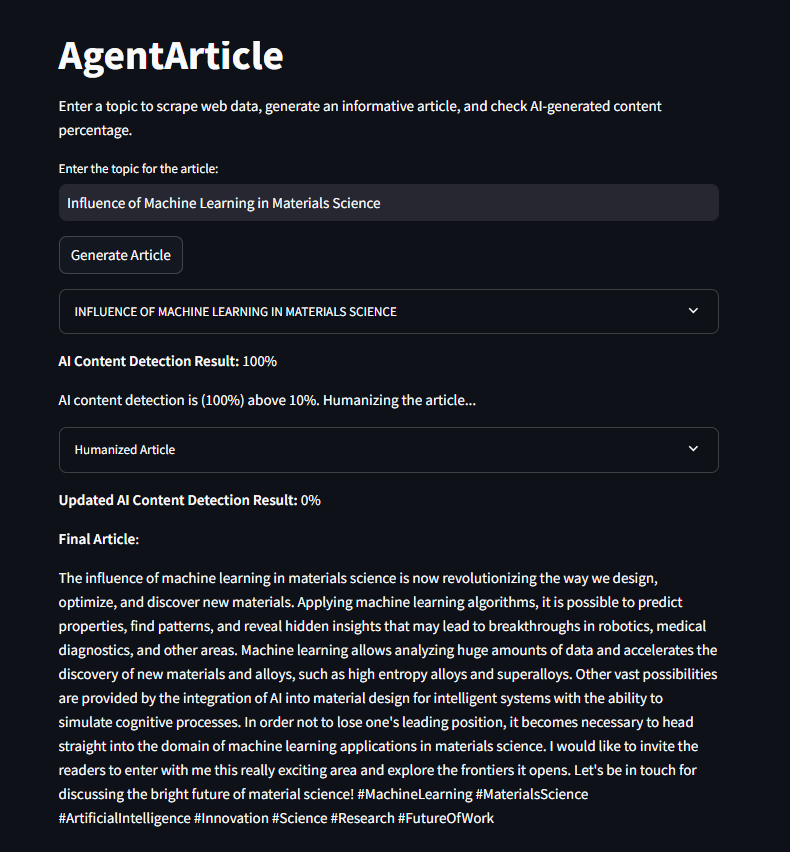 AgentArticle
Enter a topic to scrape web data, generate an informative article, and check AI-generated content
percentage.
Enter the topic for the article:
Influence of Machine Learning in Materials Science
Generate Article
INFLUENCE OF MACHINE LEARNING IN MATERIALS SCIENCE
AI Content Detection Result: 100%
AI content detection is (100%) above 10%. Humanizing the article...
Humanized Article
Updated AI Content Detection Result: 0%
Final Article:
The influence of machine learning in materials science is now revolutionizing the way we design,
optimize, and discover new materials. Applying machine learning algorithms, it is possible to predict
properties, find patterns, and reveal hidden insights that may lead to breakthroughs in robotics, medical
diagnostics, and other areas. Machine learning allows analyzing huge amounts of data and accelerates the
discovery of new materials and alloys, such as high entropy alloys and superalloys. Other vast possibilities
are provided by the integration of AI into material design for intelligent systems with the ability to
simulate cognitive processes. In order not to lose one's leading position, it becomes necessary to head
straight into the domain of machine learning applications in materials science. I would like to invite the
readers to enter with me this really exciting area and explore the frontiers it opens. Let's be in touch for
discussing the bright future of material science! #MachineLearning #MaterialsScience
#ArtificialIntelligence #Innovation #Science #Research #FutureOfWork